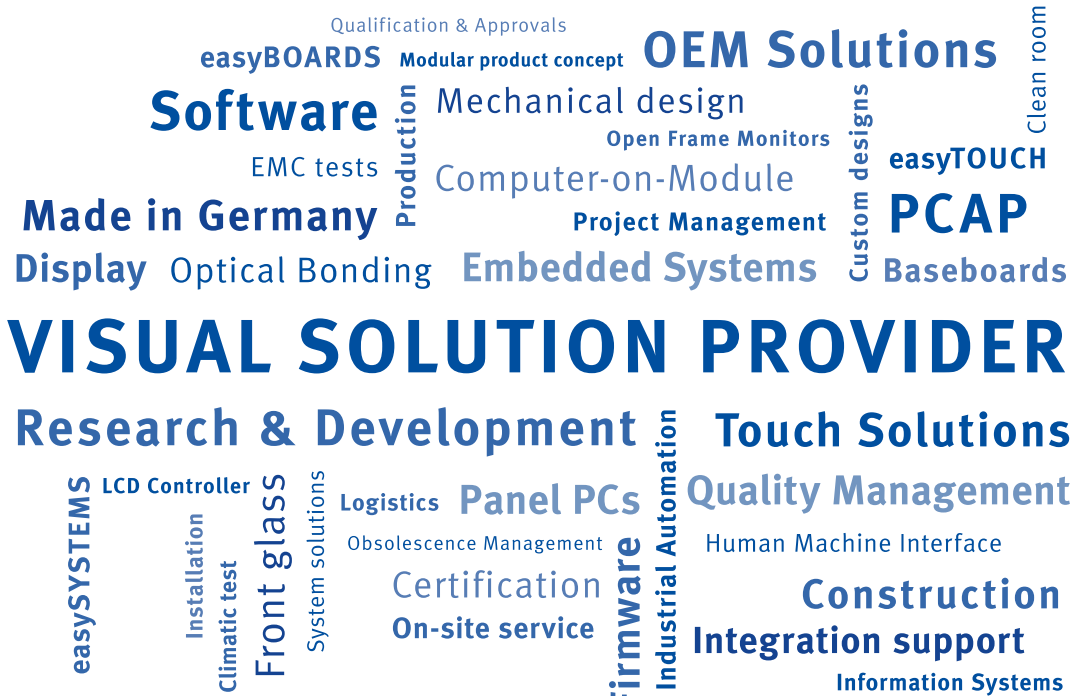 Qualification & Approvals
easyBOARDS
Modular product concept
OEM Solutions
Clean room
Software
Production
Mechanical design
Open Frame Monitors
Custom designs
easyTOUCH
EMC tests
Computer-on-Module
Made in Germany
Project Management
PCAP
Display
Optical Bonding
Embedded Systems
Baseboards
VISUAL SOLUTION PROVIDER
Research & Development
Industrial Automation
Touch Solutions
easySYSTEMS
LCD Controller
Front glass
System solutions
Logistics
Panel PCs
Quality Management
Installation
Obsolescence Management
Firmware
Human Machine Interface
Climatic test
Certification
Construction
On-site service
Integration support
Information Systems